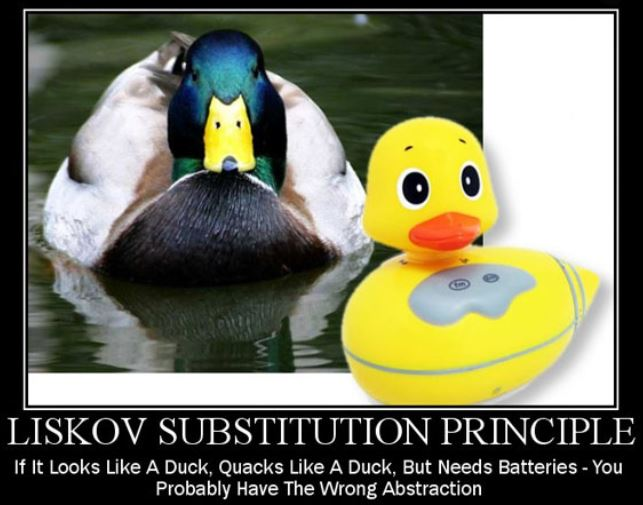 LISKOV SUBSTITUTION PRINCIPLE
If It Looks Like A Duck, Quacks Like A Duck, But Needs Batteries - You
Probably Have The Wrong Abstraction